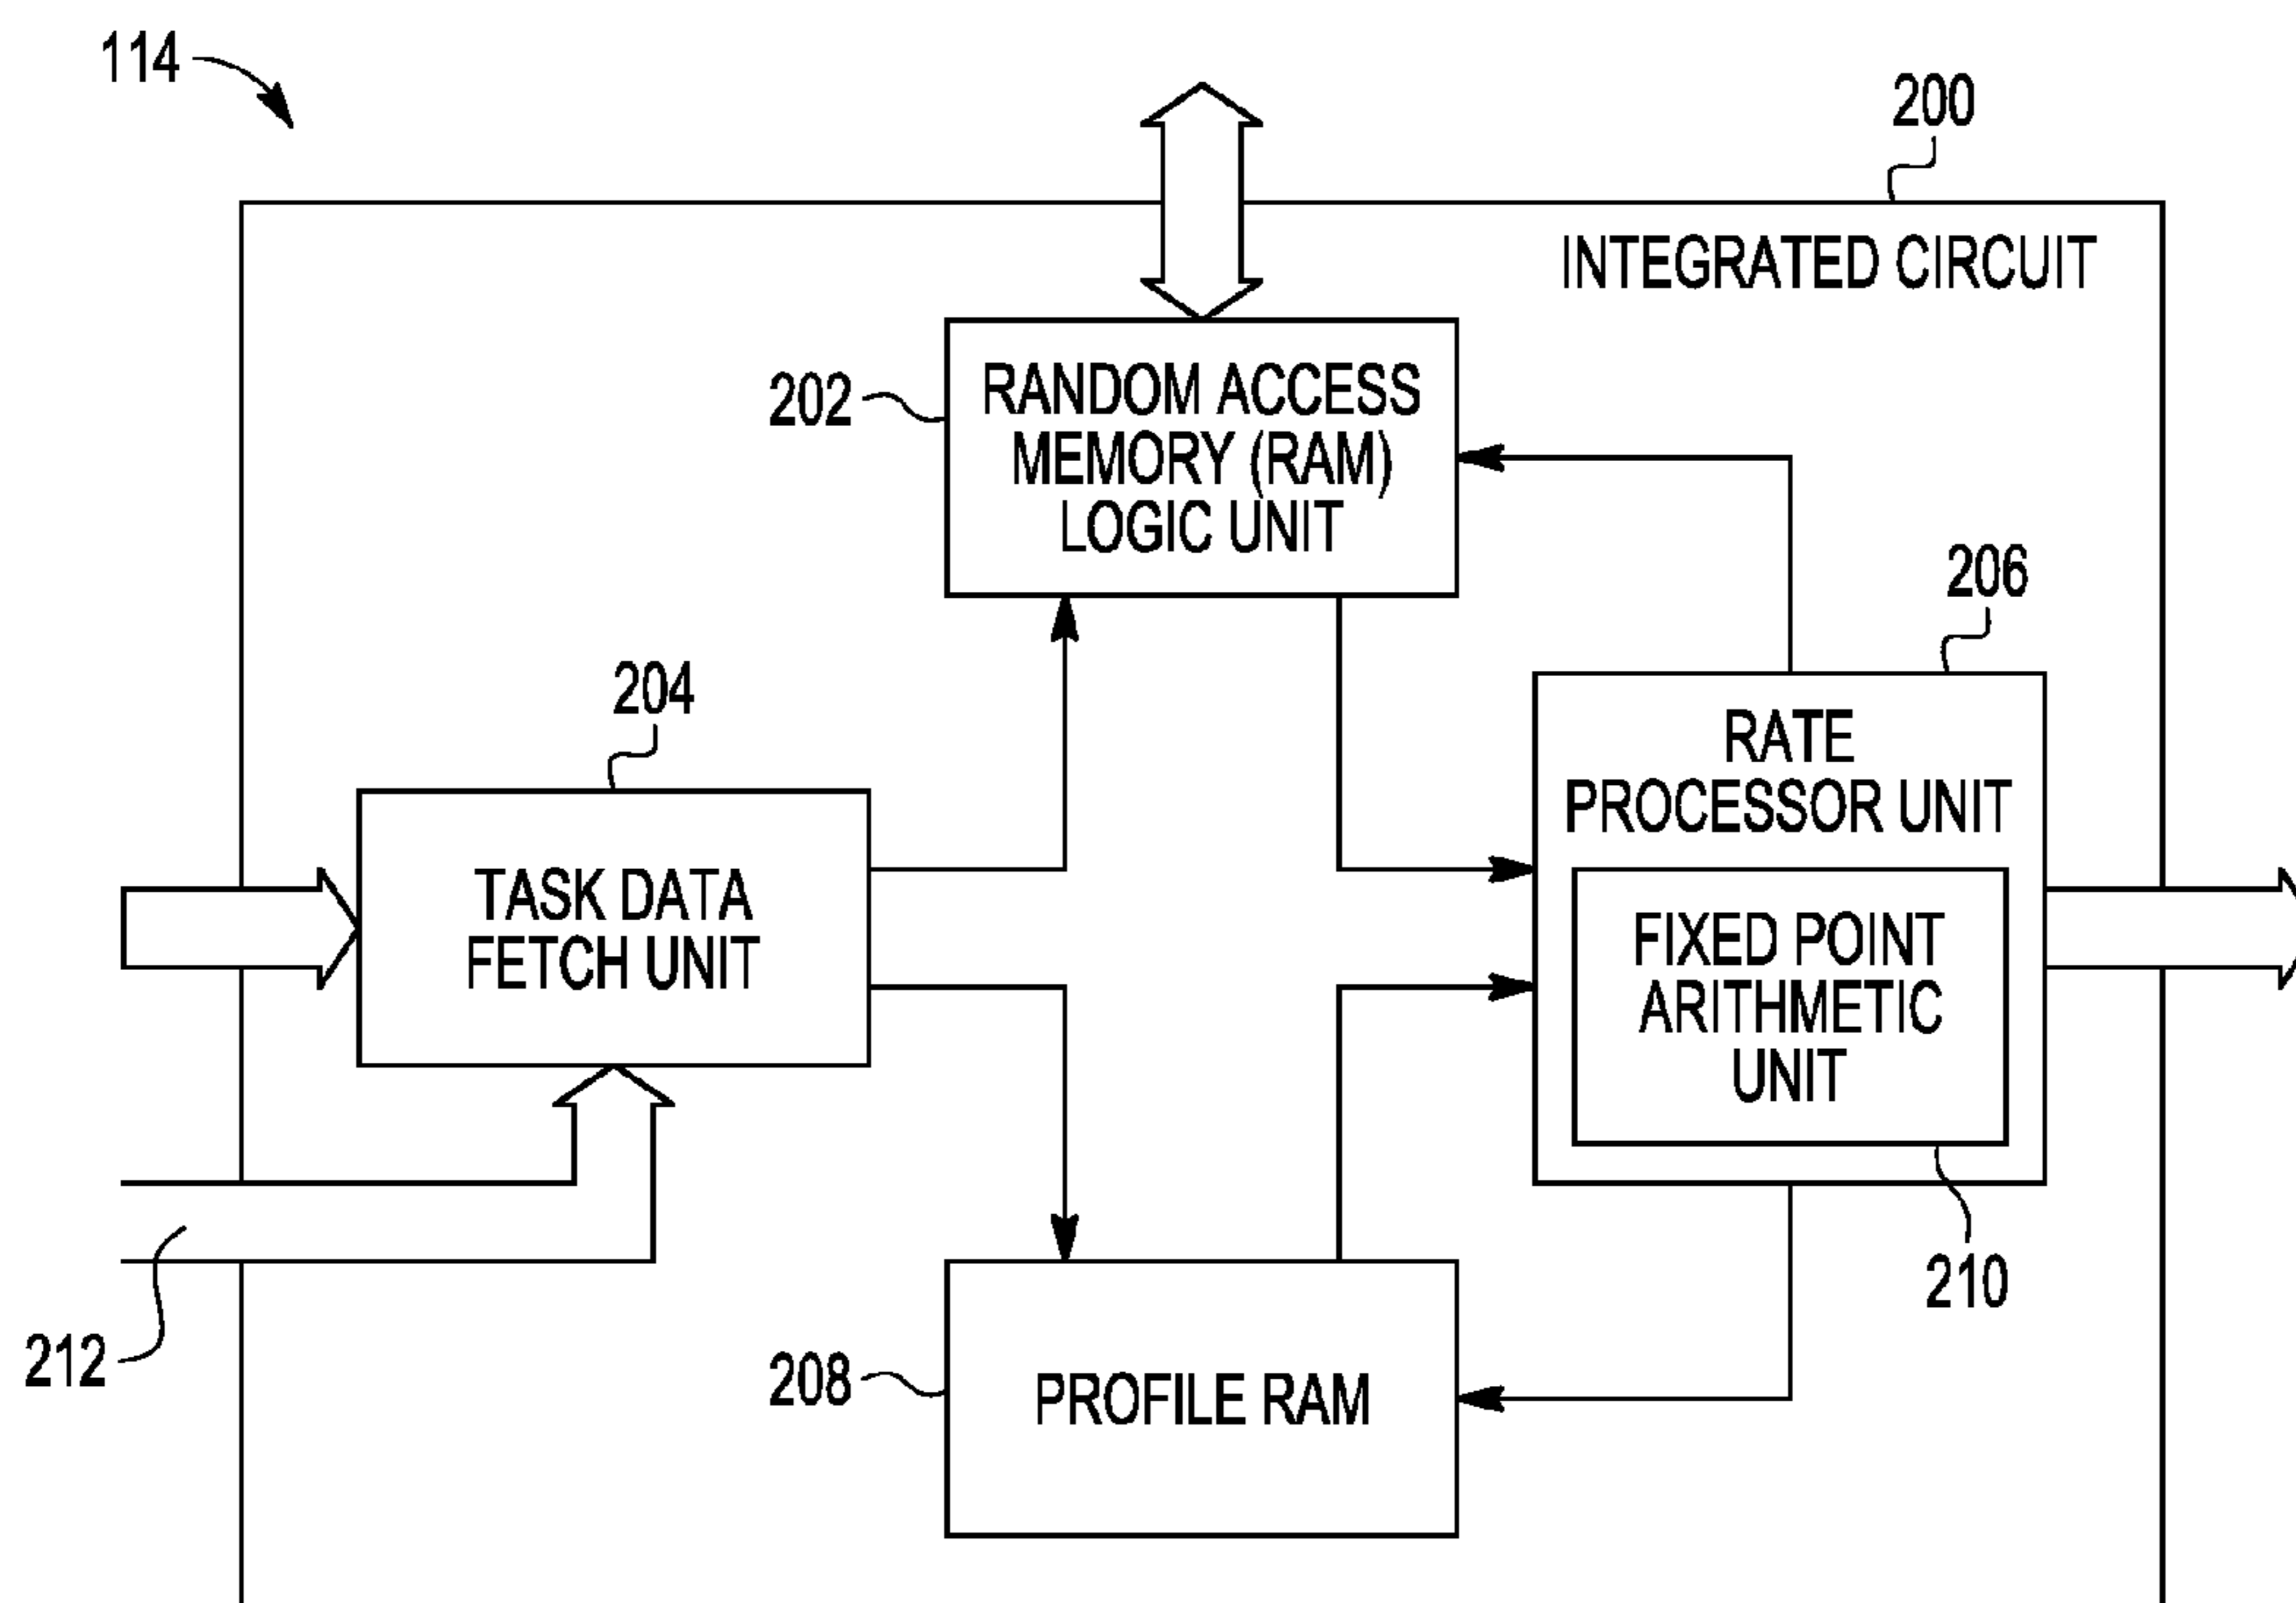 114
200
INTEGRATED CIRCUIT
202
RANDOM ACCESS
MEMORY (RAM)
LOGIC UNIT
206
204
RATE
PROCESSOR UNIT
TASK DATA
FETCH UNIT
FIXED POINT
ARITHMETIC
UNIT
210
212
208
PROFILE RAM